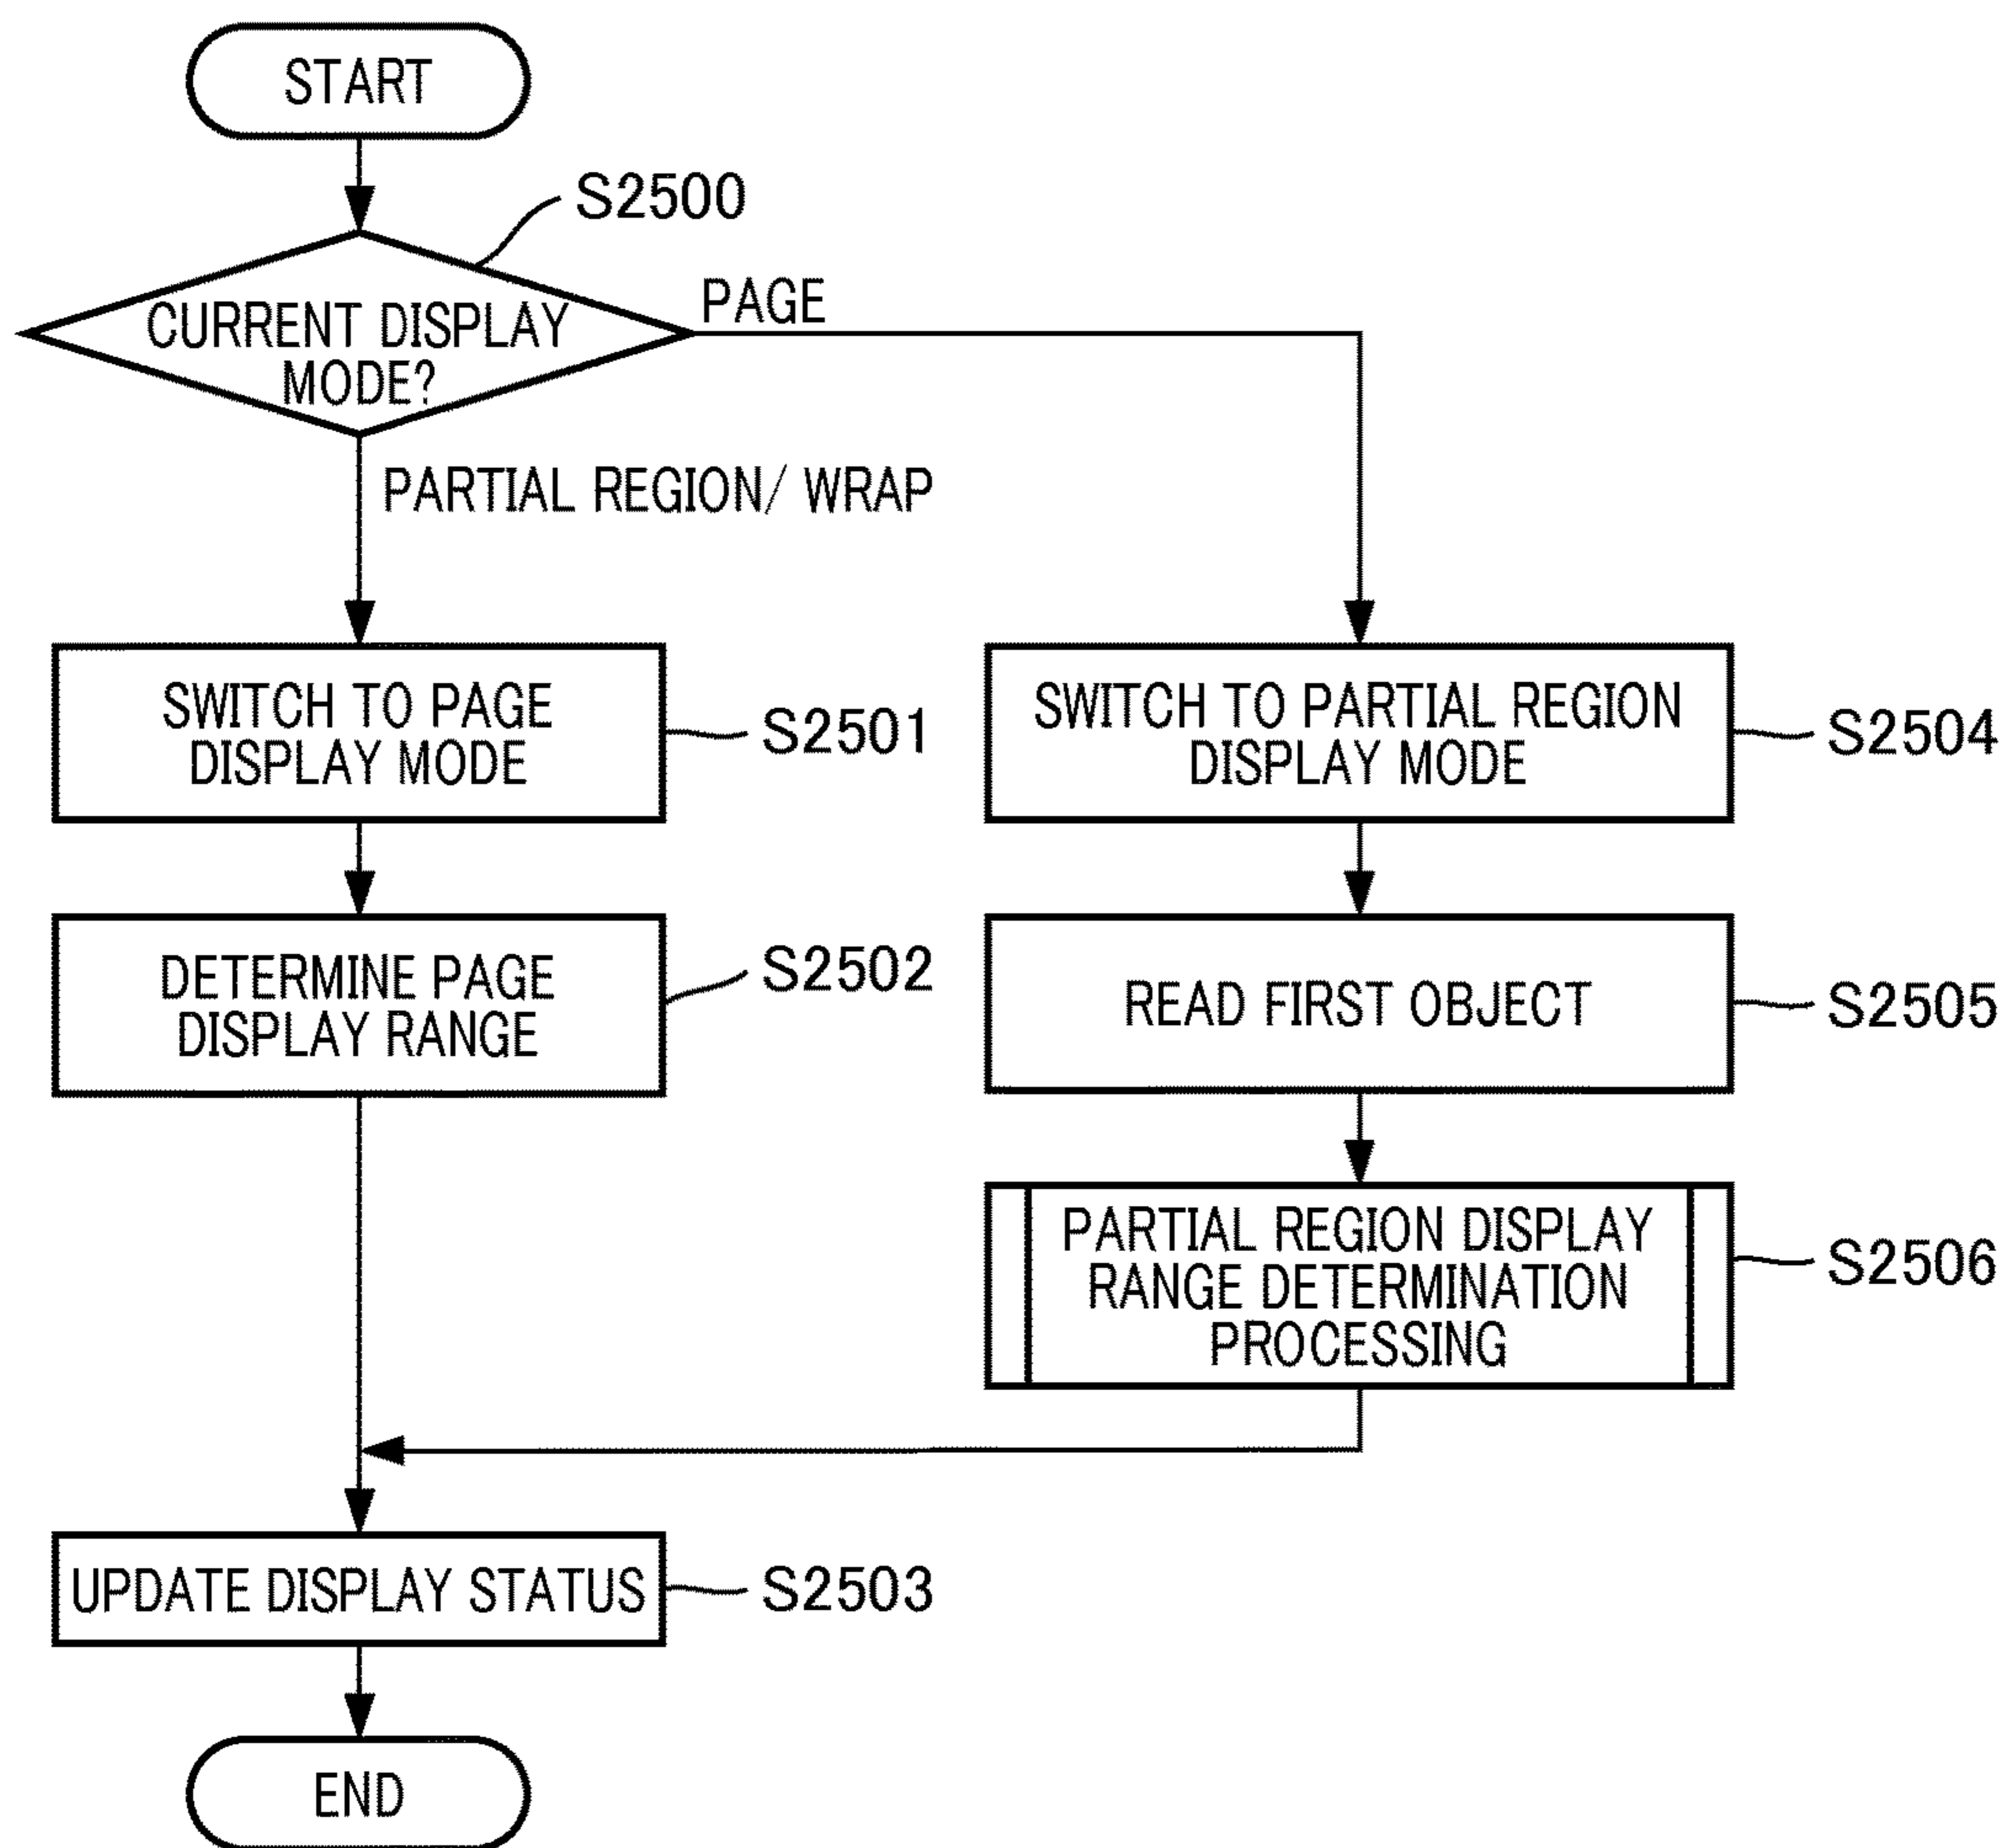 START
S2500
CURRENT DISPLAY
MODE?
PAGE
PARTIAL REGION/ WRAP
SWITCH TO PAGE
DISPLAY MODE
S2501
SWITCH TO PARTIAL REGION
DISPLAY MODE
S2504
DETERMINE PAGE
DISPLAY RANGE
S2502
READ FIRST OBJECT
S2505
PARTIAL REGION DISPLAY
RANGE DETERMINATION
PROCESSING
S2506
UPDATE DISPLAY STATUS
S2503
END